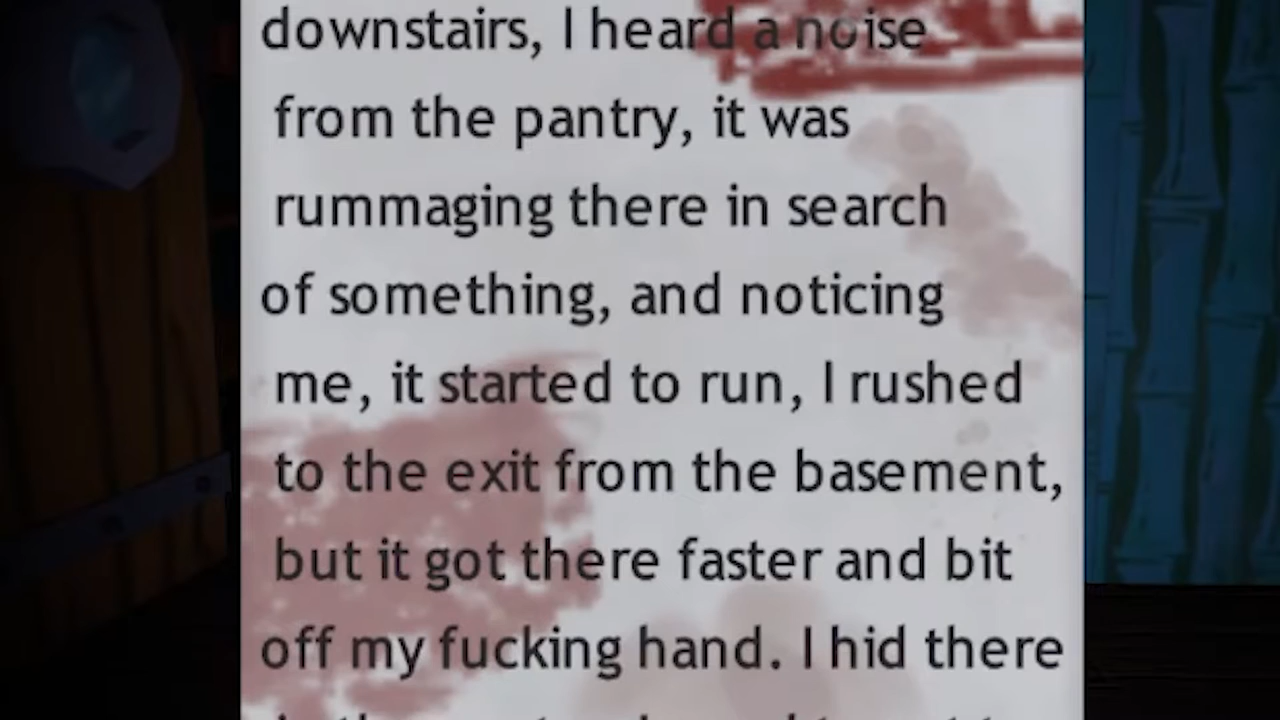 downstairs, I heard a noise
from the pantry, it was
rummaging there in search
of something, and noticing
me, it started to run, I rushed
to the exit from the basement,
but it got there faster and bit
off my fucking hand. I hid there